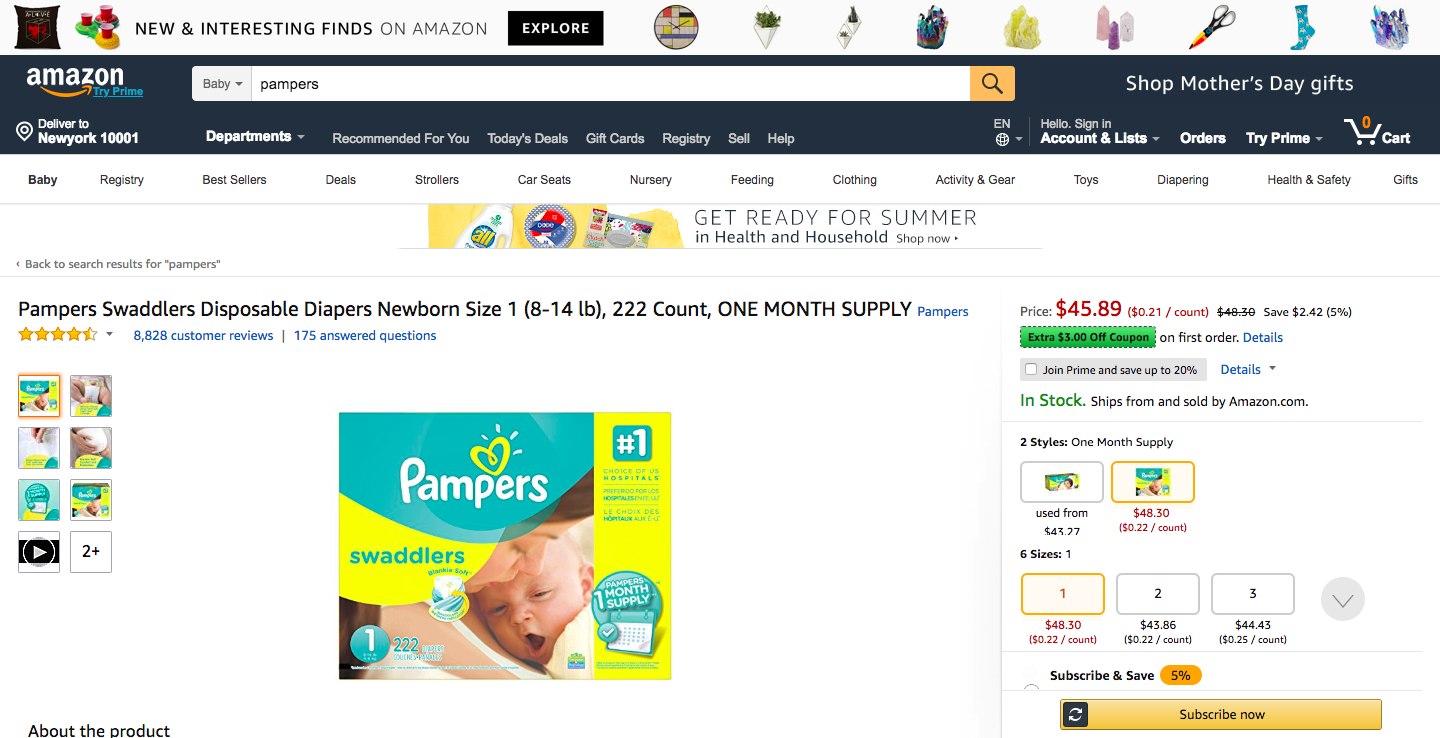 NEW & INTERESTING FINDS ON AMAZON
EXPLORE
amazon
Try Prime
Baby
pampers
Shop Mother's Day gifts
Deliver to
Newyork 10001
Departments
Recommended For You
Today's Deals
Gift Cards
Registry
Sell
Help
EN
Hello. Sign in
Account & Lists
Orders
Try Prime
0
Cart
Baby
Registry
Best Sellers
Deals
Strollers
Car Seats
Nursery
Feeding
Clothing
Activity & Gear
Toys
Diapering
Health & Safety
Gifts
all
GET READY FOR SUMMER
in Health and Household Shop now ▸
‹ Back to search results for "pampers"
Pampers Swaddlers Disposable Diapers Newborn Size 1 (8-14 lb), 222 Count, ONE MONTH SUPPLY Pampers
8,828 customer reviews | 175 answered questions
2+
Pampers
swaddlers
Blankie Soft
#1
CHOICE OF US
HOSPITALS
PREFERIDO POR LOS
HOSPITALES EN EE.UU.
LE CHOIX DES
HÔPITAUX AUX É.-U.
PAMPERS
1 MONTH
SUPPLY
1
222
About the product
Price: $45.89 ($0.21 / count) $48.30 Save $2.42 (5%)
Extra $3.00 Off Coupon on first order. Details
Join Prime and save up to 20% Details
In Stock. Ships from and sold by Amazon.com.
2 Styles: One Month Supply
used from
$43.27
$48.30
($0.22 / count)
6 Sizes: 1
1
2
3
$48.30
($0.22 / count)
$43.86
($0.22 / count)
$44.43
($0.25 / count)
Subscribe & Save 5%
Subscribe now